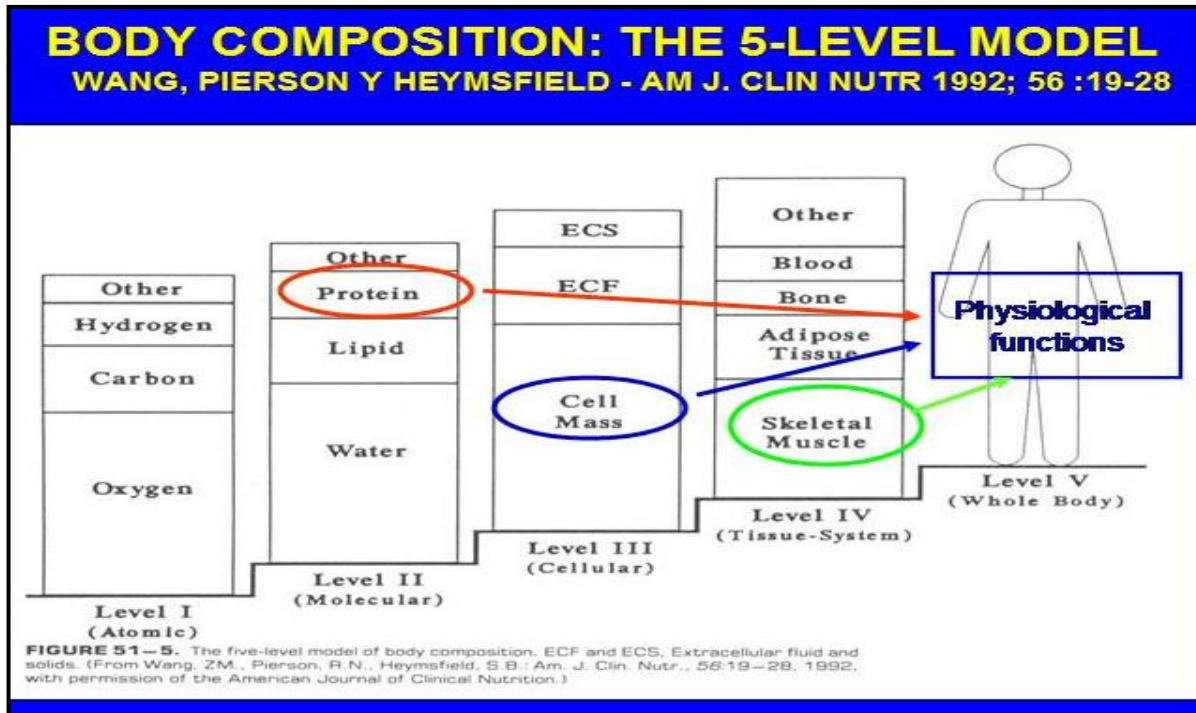 BODY COMPOSITION: THE 5-LEVEL MODEL
WANG, PIERSON Y HEYMSFIELD - AM J. CLIN NUTR 1992; 56 :19-28
Other
Hydrogen
Carbon
Oxygen
Level I
(Atomic)
Other
Protein
Lipid
Water
Level II
(Molecular)
ECS
ECF
Cell
Mass
Level III
(Cellular)
Other
Blood
Bone
Adipose
Tissue
Skeletal
Muscle
Level IV
(Tissue-System)
Physiological
functions
Level V
(Whole Body)
FIGURE 51—5. The five-level model of body composition. ECF and ECS, Extracellular fluid and
solids. (From Wang, ZM., Pierson, R.N., Heymsfield, S.B.: Am. J. Clin. Nutr., 56:19—28, 1992,
with permission of the American Journal of Clinical Nutrition.)